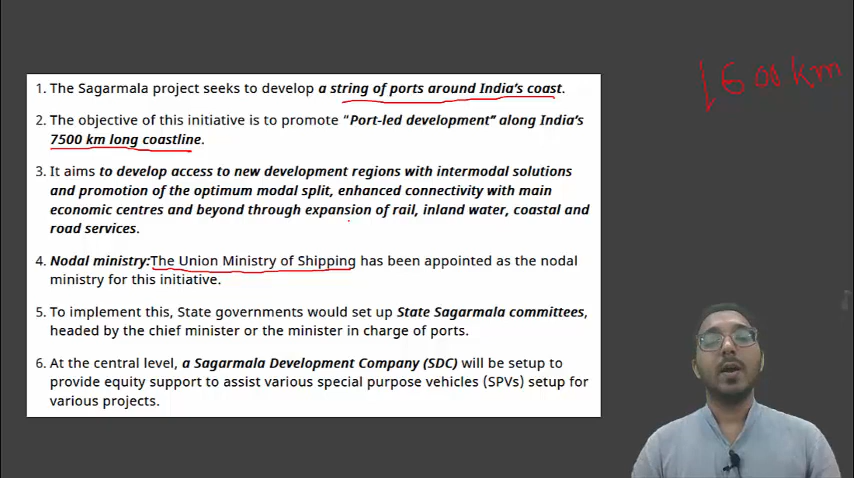 1. The Sagarmala project seeks to develop a string of ports around India's coast.
2. The objective of this initiative is to promote "Port-led development" along India's
7500 km long coastline.
3. It aims to develop access to new development regions with intermodal solutions
and promotion of the optimum modal split, enhanced connectivity with main
economic centres and beyond through expansion of rail, inland water, coastal and
road services.
4. Nodal ministry:The Union Ministry of Shipping has been appointed as the nodal
ministry for this initiative.
5. To implement this, State governments would set up State Sagarmala committees,
headed by the chief minister or the minister in charge of ports.
6. At the central level, a Sagarmala Development Company (SDC) will be setup to
provide equity support to assist various special purpose vehicles (SPVs) setup for
various projects.
km